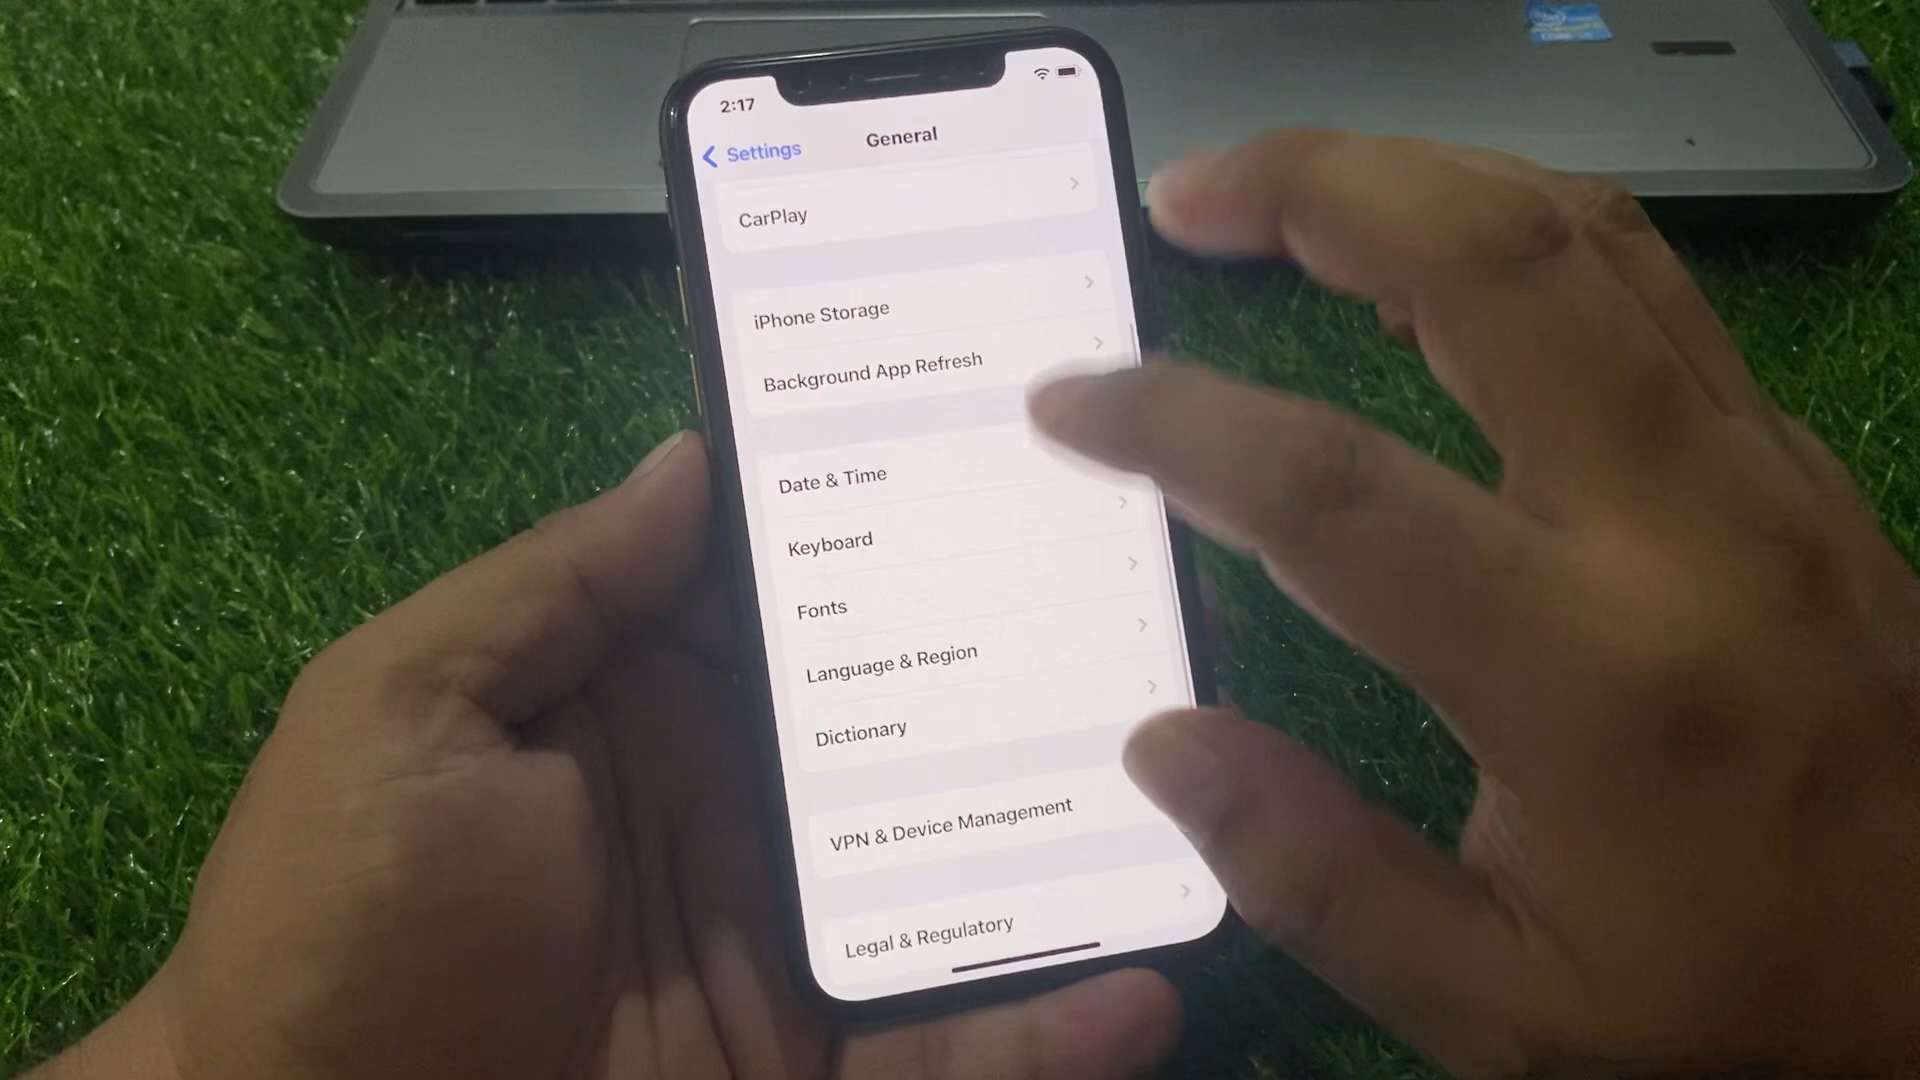 2:17
Settings
General
CarPlay
iPhone Storage
Background App Refresh
Date & Time
Keyboard
Fonts
Language & Region
Dictionary
VPN & Device Management
Legal & Regulatory